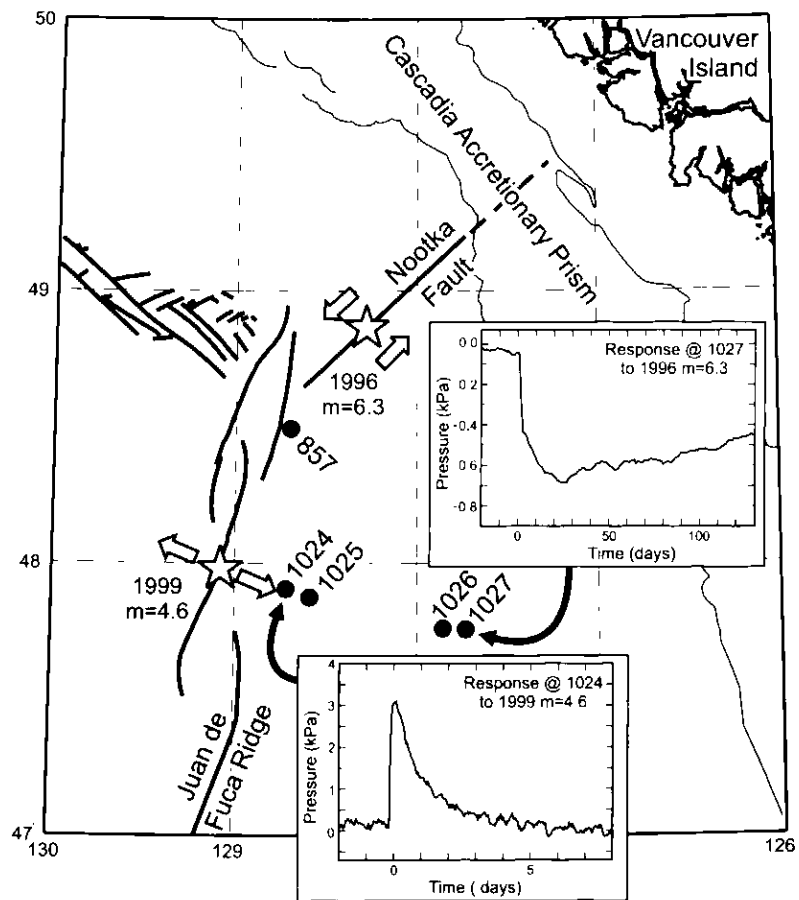 50
Vancouver
Island
Cascadia Accretionary Prism
Nootka
Fault
49
1996
m=6.3
857
Response @ 1027
to 1996 m=6.3
Pressure (kPa)
0.0
-0.2
-0.4
-0.6
-0.8
0
50
100
Time (days)
48
1999
m=4.6
1024
1025
1026
1027
Response @ 1024
to 1999 m=4 6
Pressure (kPa)
4
3
2
1
0
0
5
Time ( days)
Juan de
Fuca Ridge
47
130
129
126